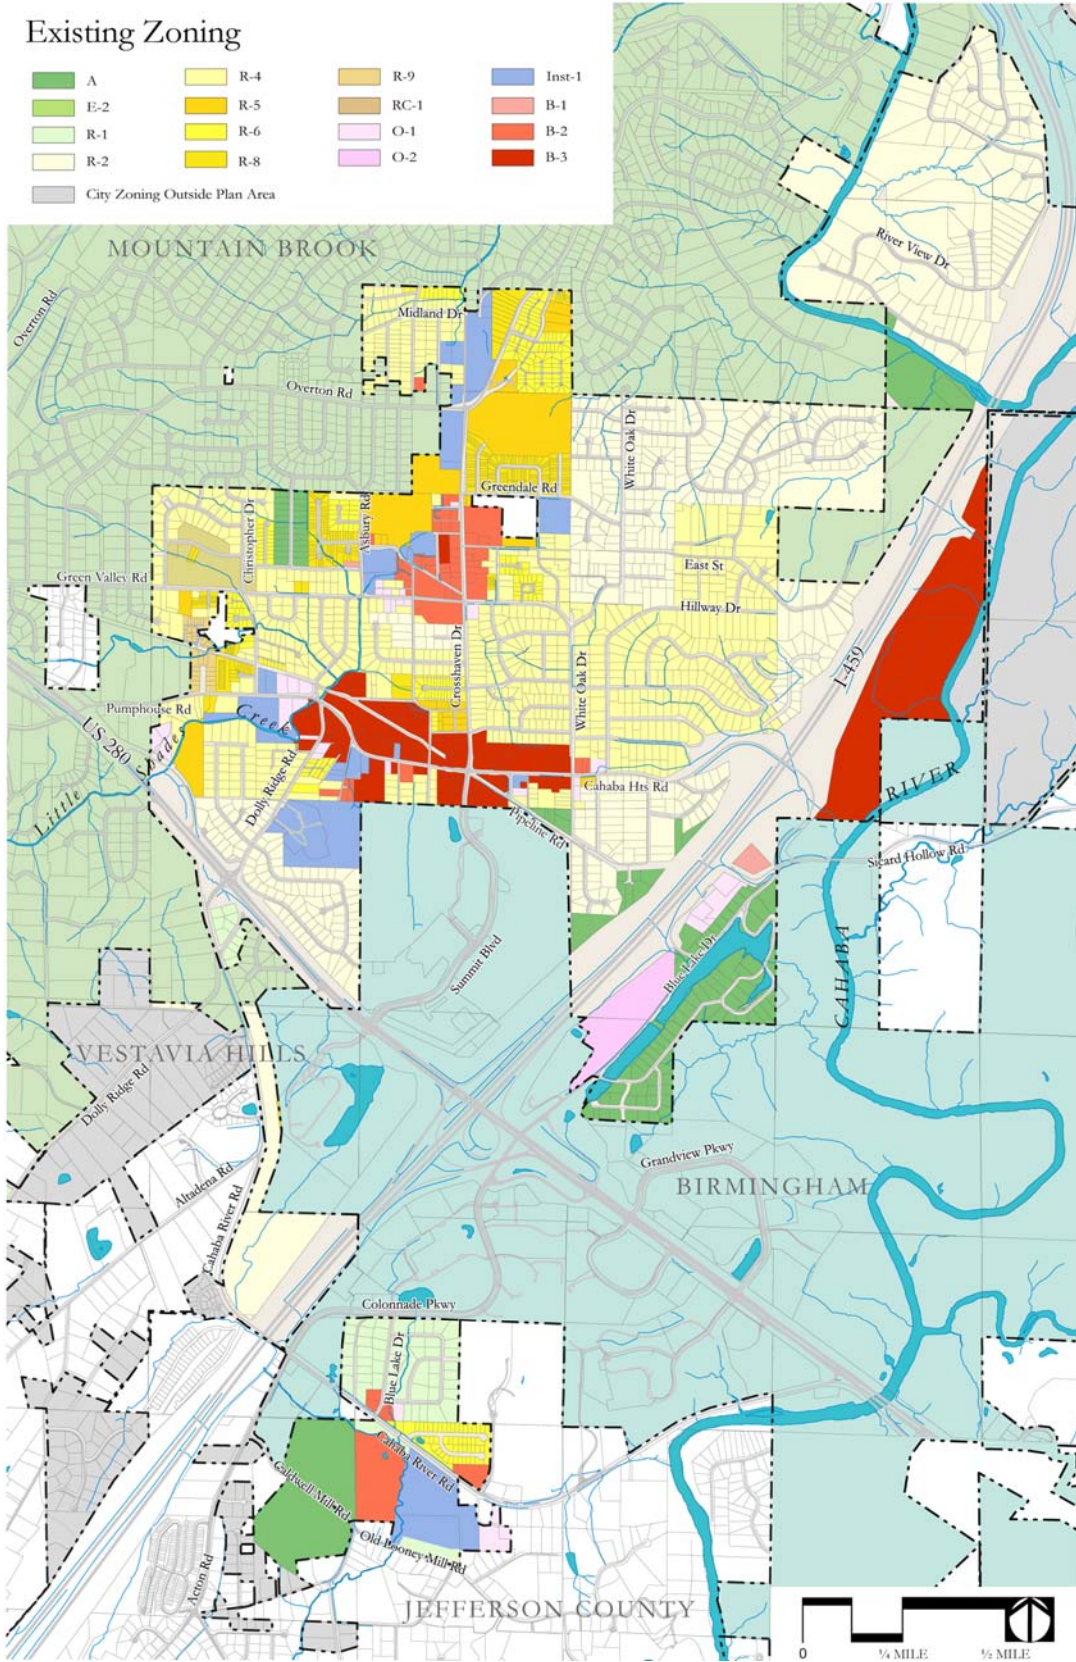 Existing Zoning
A
R-4
R-9
Inst-1
E-2
R-5
RC-1
B-1
R-1
R-6
O-1
B-2
R-2
R-8
O-2
B-3
City Zoning Outside Plan Area
MOUNTAIN BROOK
River View Dr
Overton Rd
Midland Dr
Overton Rd
White Oak Dr
Greendale Rd
Christopher Dr
Asbury Rd
East St
Green Valley Rd
Hillway Dr
Crosshaven Dr
I-459
White Oak Dr
Pumphouse Rd
US 280
Little Shades Creek
Dolly Ridge Rd
Cahaba Hts Rd
Pipeline Rd
CAHABA RIVER
Sicard Hollow Rd
Summit Blvd
Blue Lake Dr
VESTAVIA HILLS
Dolly Ridge Rd
Altadena Rd
Grandview Pkwy
BIRMINGHAM
Cahaba River Rd
Colonnade Pkwy
Blue Lake Dr
Cahaba River Rd
Caldwell Mill Rd
Old Looney Mill Rd
Acton Rd
JEFFERSON COUNTY
0
¼ MILE
½ MILE